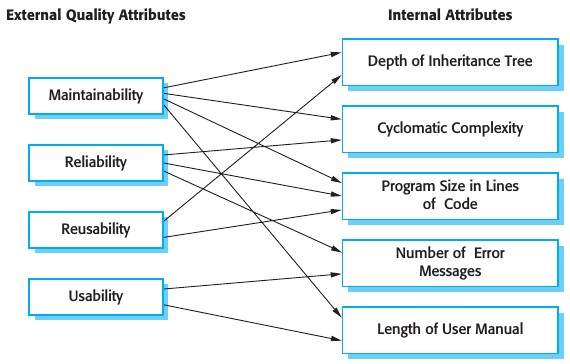 External Quality Attributes
Internal Attributes
Maintainability
Reliability
Reusability
Usability
Depth of Inheritance Tree
Cyclomatic Complexity
Program Size in Lines
of Code
Number of Error
Messages
Length of User Manual